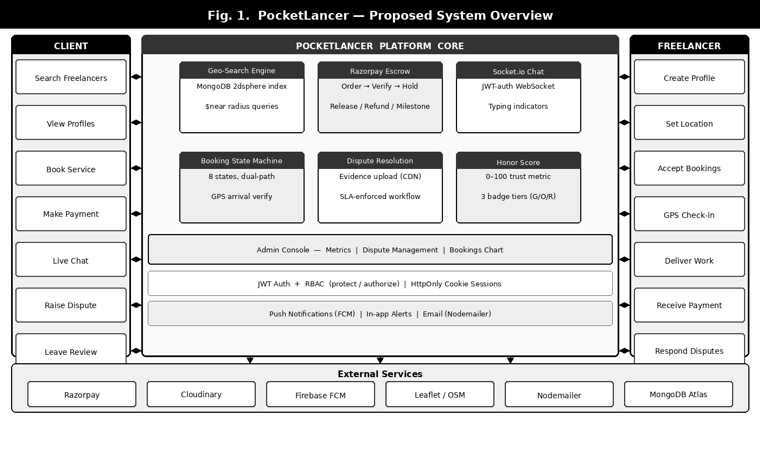 Fig. 1.  PocketLancer — Proposed System Overview
CLIENT
Search Freelancers
View Profiles
Book Service
Make Payment
Live Chat
Raise Dispute
Leave Review
POCKETLANCER  PLATFORM  CORE
Geo-Search Engine
MongoDB 2dsphere index
$near radius queries
Razorpay Escrow
Order → Verify → Hold
Release / Refund / Milestone
Socket.io Chat
JWT-auth WebSocket
Typing indicators
Booking State Machine
8 states, dual-path
GPS arrival verify
Dispute Resolution
Evidence upload (CDN)
SLA-enforced workflow
Honor Score
0–100 trust metric
3 badge tiers (G/O/R)
Admin Console  —  Metrics  |  Dispute Management  |  Bookings Chart
JWT Auth  +  RBAC  (protect / authorize)  |  HttpOnly Cookie Sessions
Push Notifications (FCM)  |  In-app Alerts  |  Email (Nodemailer)
FREELANCER
Create Profile
Set Location
Accept Bookings
GPS Check-in
Deliver Work
Receive Payment
Respond Disputes
External Services
Razorpay
Cloudinary
Firebase FCM
Leaflet / OSM
Nodemailer
MongoDB Atlas